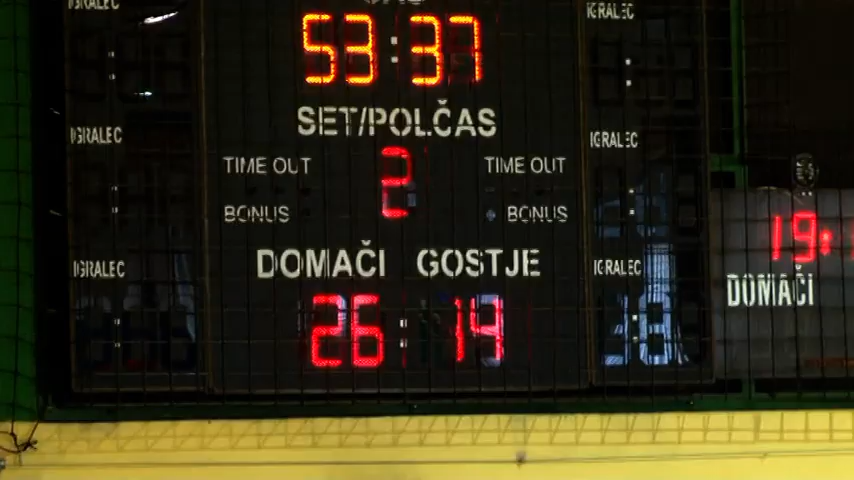 IGRALEC IGRALEC
53:37
SET/POLČAS
IGRALEC IGRALEC
TIME OUT 2 TIME OUT
BONUS BONUS
DOMAČI GOSTJE
IGRALEC IGRALEC
26:14
19:
DOMAČI